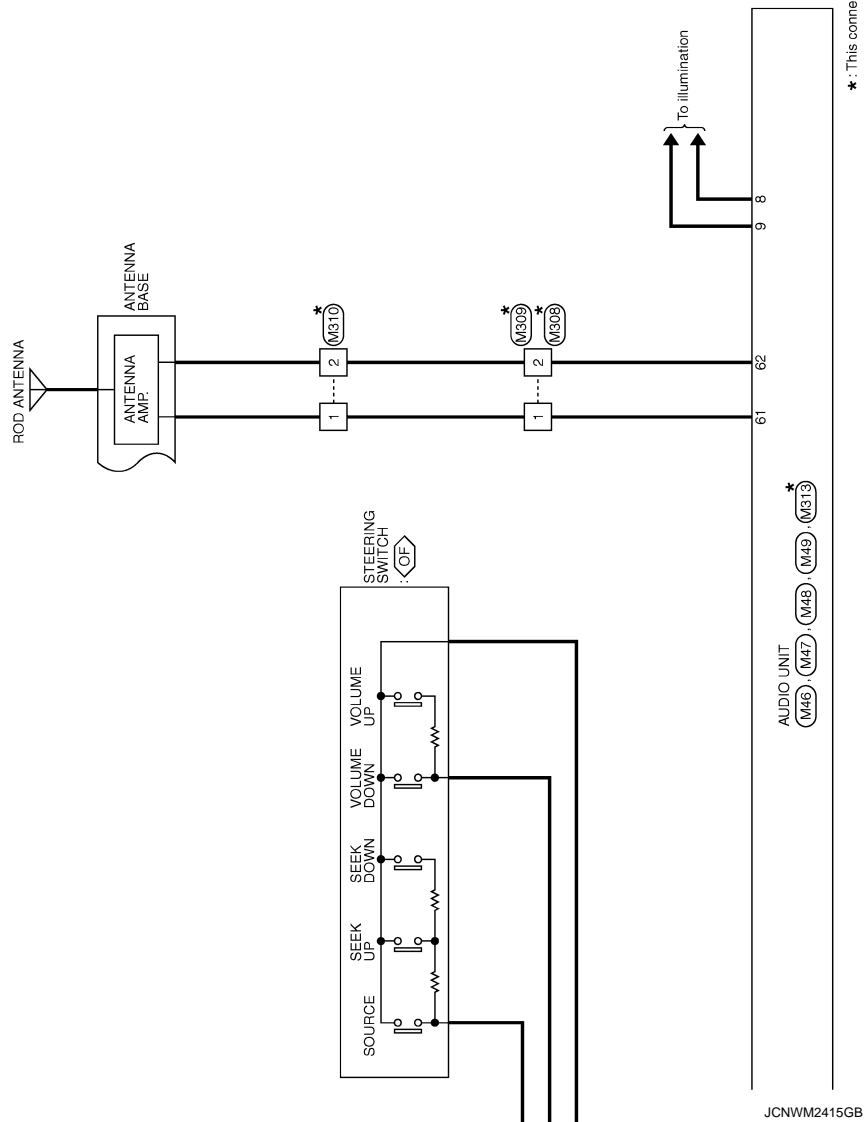 ROD ANTENNA
ANTENNA
BASE
ANTENNA
AMP.
1
2
*
M310
1
2
*
M309
*
M308
To illumination
61
62
9
8
STEERING
SWITCH
: OF
SOURCE
SEEK
UP
SEEK
DOWN
VOLUME
DOWN
VOLUME
UP
AUDIO UNIT
M46 , M47 , M48 , M49 , M313
*
* : This conne
JCNWM2415GB